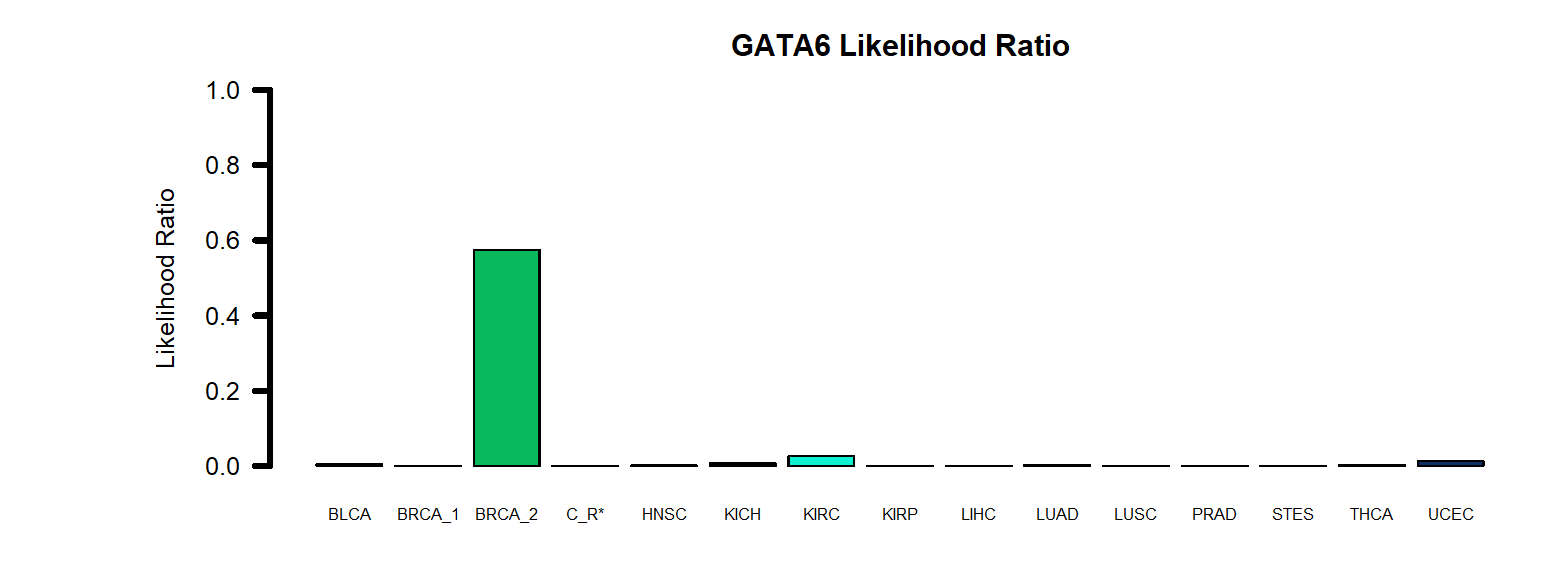 GATA6 Likelihood Ratio
Likelihood Ratio
1.0
0.8
0.6
0.4
0.2
0.0
BLCA BRCA_1 BRCA_2 C_R* HNSC KICH KIRC KIRP LIHC LUAD LUSC PRAD STES THCA UCEC